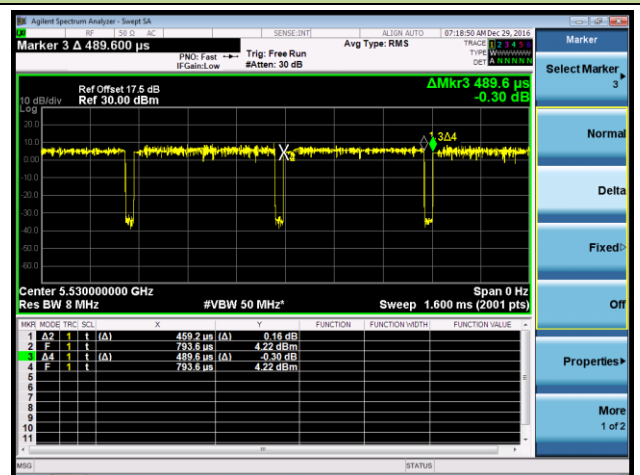 Agilent Spectrum Analyzer - Swept SA
RF 50 Ω AC SENSE:INT ALIGN AUTO 07:18:50 AM Dec 29, 2016
Marker 3 Δ 489.600 µs
Avg Type: RMS
TRACE 1 2 3 4 5 6
TYPE WWWWWW
DET A N N N N N
PNO: Fast
IFGain:Low
Trig: Free Run
#Atten: 30 dB
Ref Offset 17.5 dB
10 dB/div Ref 30.00 dBm
ΔMkr3 489.6 µs
-0.30 dB
Log
20.0
10.0
0.00
-10.0
-20.0
-30.0
-40.0
-50.0
-60.0
X
1 3Δ4
Center 5.530000000 GHz Span 0 Hz
Res BW 8 MHz #VBW 50 MHz* Sweep 1.600 ms (2001 pts)
MKR MODE TRC SCL X Y FUNCTION FUNCTION WIDTH FUNCTION VALUE
1 Δ2 1 t (Δ) 459.2 µs (Δ) 0.16 dB
2 F 1 t 793.6 µs 4.22 dBm
3 Δ4 1 t (Δ) 489.6 µs (Δ) -0.30 dB
4 F 1 t 793.6 µs 4.22 dBm
5
6
7
8
9
10
11
MSG STATUS
Marker
Select Marker
3
Normal
Delta
Fixed
Off
Properties
More
1 of 2